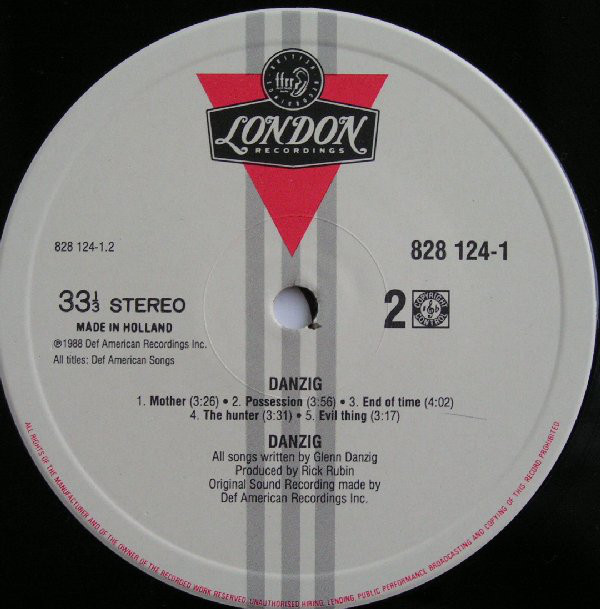 ffrr
LONDON
RECORDINGS
828 124-1.2
828 124-1
33⅓ STEREO
2
COPYRIGHT
CONTROL
MADE IN HOLLAND
℗1988 Def American Recordings Inc.
All titles: Def American Songs
DANZIG
1. Mother (3:26) • 2. Possession (3:56) • 3. End of time (4:02)
4. The hunter (3:31) • 5. Evil thing (3:17)
DANZIG
All songs written by Glenn Danzig
Produced by Rick Rubin
Original Sound Recording made by
Def American Recordings Inc.
ALL RIGHTS OF THE MANUFACTURER AND OF THE OWNER OF THE RECORDED WORK RESERVED. UNAUTHORISED HIRING, LENDING, PUBLIC PERFORMANCE, BROADCASTING AND COPYING OF THIS RECORD PROHIBITED